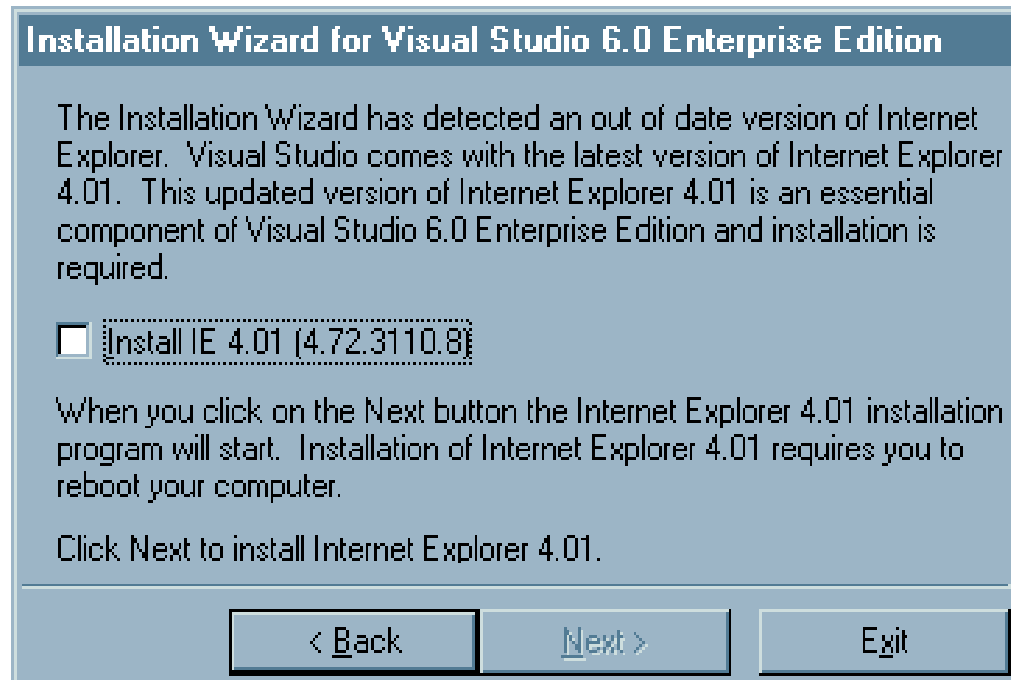 Installation Wizard for Visual Studio 6.0 Enterprise Edition
The Installation Wizard has detected an out of date version of Internet
Explorer. Visual Studio comes with the latest version of Internet Explorer
4.01. This updated version of Internet Explorer 4.01 is an essential
component of Visual Studio 6.0 Enterprise Edition and installation is
required.
Install IE 4.01 (4.72.3110.8)
When you click on the Next button the Internet Explorer 4.01 installation
program will start. Installation of Internet Explorer 4.01 requires you to
reboot your computer.
Click Next to install Internet Explorer 4.01.
< Back Next > Exit